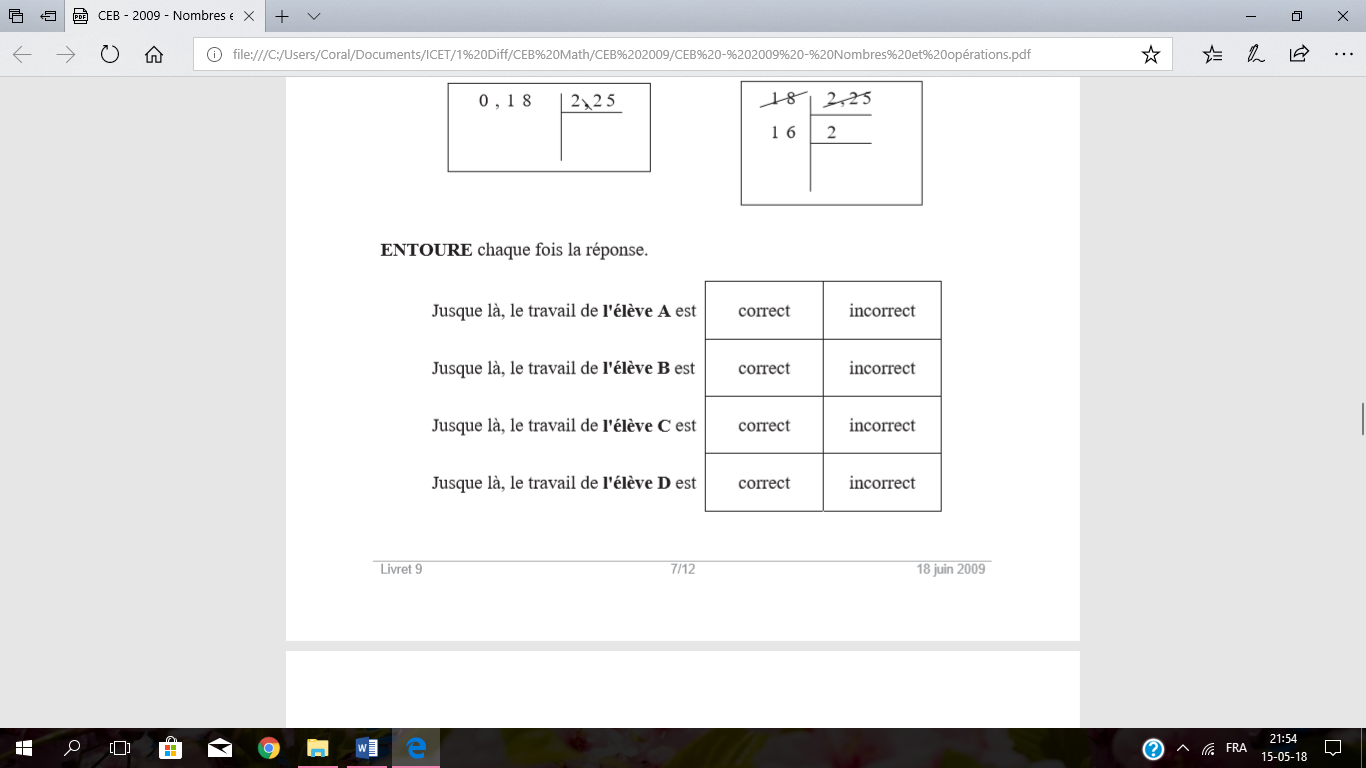 CEB - 2009 - Nombres e
file:///C:/Users/Coral/Documents/ICET/1%20Diff/CEB%20Math/CEB%202009/CEB%20-%202009%20-%20Nombres%20et%20opérations.pdf
0 , 1 8 2,25
1 8 2,25
1 6 2
ENTOURE chaque fois la réponse.
Jusque là, le travail de l'élève A est correct incorrect
Jusque là, le travail de l'élève B est correct incorrect
Jusque là, le travail de l'élève C est correct incorrect
Jusque là, le travail de l'élève D est correct incorrect
Livret 9 7/12 18 juin 2009
FRA 21:54
15-05-18